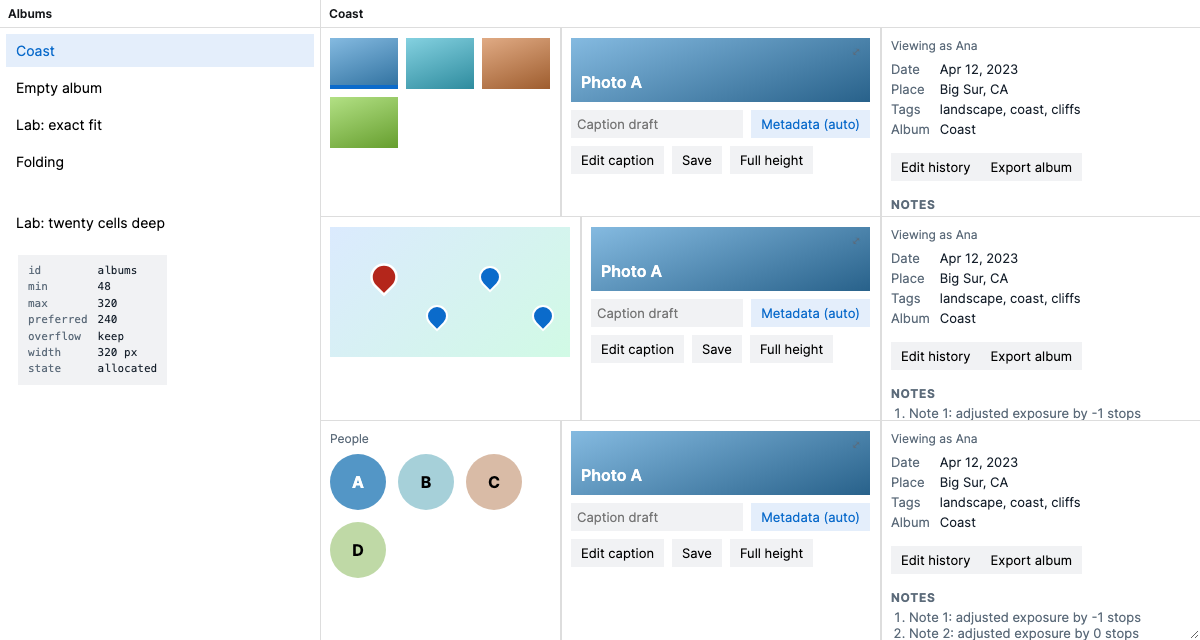 Albums
Coast
Empty album
Lab: exact fit
Folding
Lab: twenty cells deep
id albums
min 48
max 320
preferred 240
overflow keep
width 320 px
state allocated
Coast
Photo A
Caption draft
Metadata (auto)
Edit caption
Save
Full height
Viewing as Ana
Date Apr 12, 2023
Place Big Sur, CA
Tags landscape, coast, cliffs
Album Coast
Edit history
Export album
NOTES
Photo A
Caption draft
Metadata (auto)
Edit caption
Save
Full height
Viewing as Ana
Date Apr 12, 2023
Place Big Sur, CA
Tags landscape, coast, cliffs
Album Coast
Edit history
Export album
NOTES
1. Note 1: adjusted exposure by -1 stops
People
A
B
C
D
Photo A
Caption draft
Metadata (auto)
Edit caption
Save
Full height
Viewing as Ana
Date Apr 12, 2023
Place Big Sur, CA
Tags landscape, coast, cliffs
Album Coast
Edit history
Export album
NOTES
1. Note 1: adjusted exposure by -1 stops
2. Note 2: adjusted exposure by 0 stops